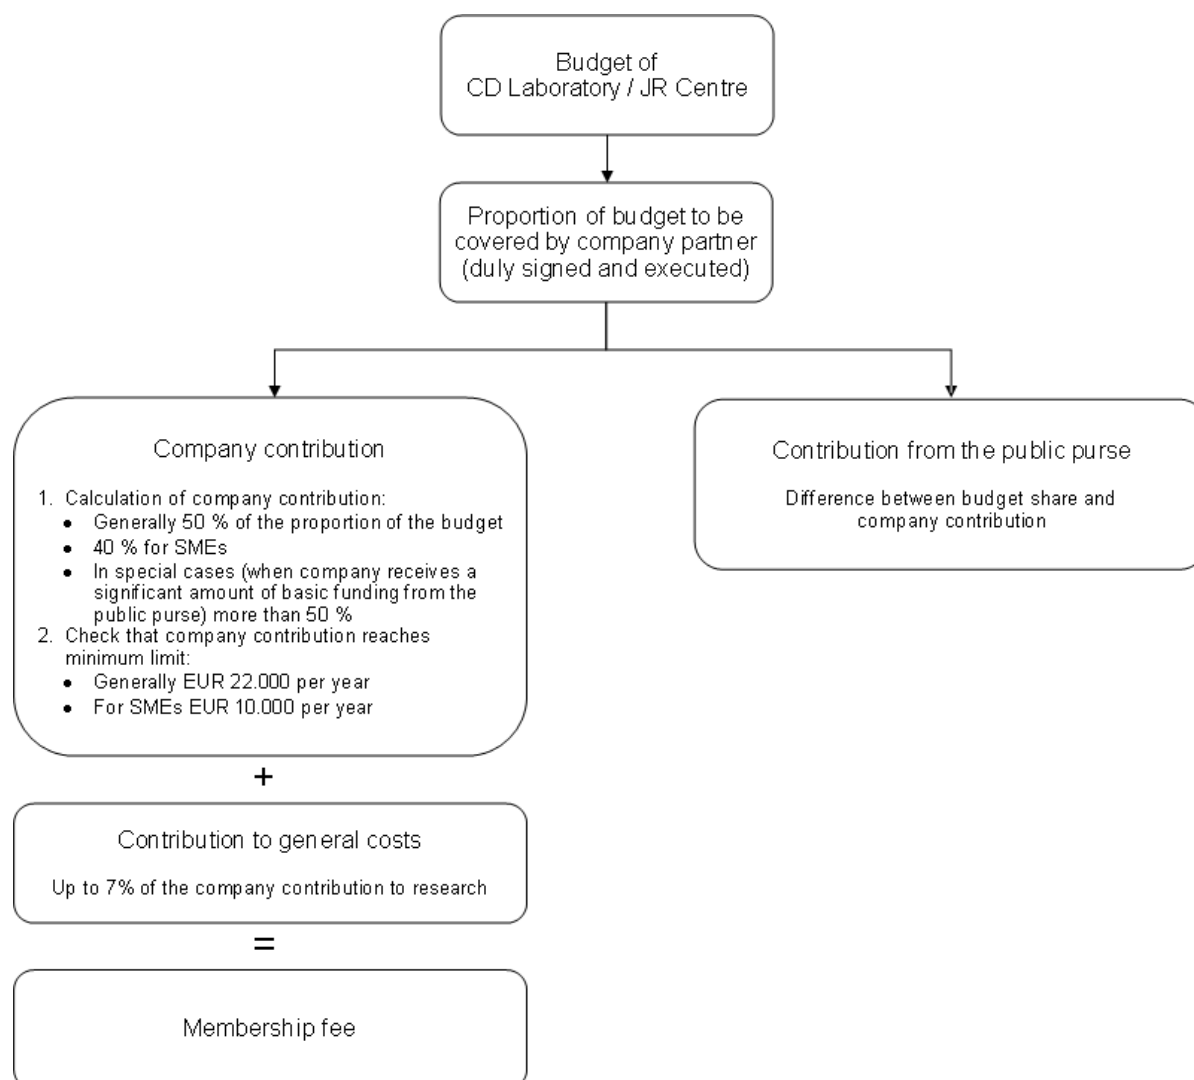 Budget of
CD Laboratory / JR Centre
Proportion of budget to be
covered by company partner
(duly signed and executed)
Company contribution
1. Calculation of company contribution:
• Generally 50 % of the proportion of the budget
• 40 % for SMEs
• In special cases (when company receives a
significant amount of basic funding from the
public purse) more than 50 %
2. Check that company contribution reaches
minimum limit:
• Generally EUR 22.000 per year
• For SMEs EUR 10.000 per year
+
Contribution to general costs
Up to 7% of the company contribution to research
=
Membership fee
Contribution from the public purse
Difference between budget share and
company contribution